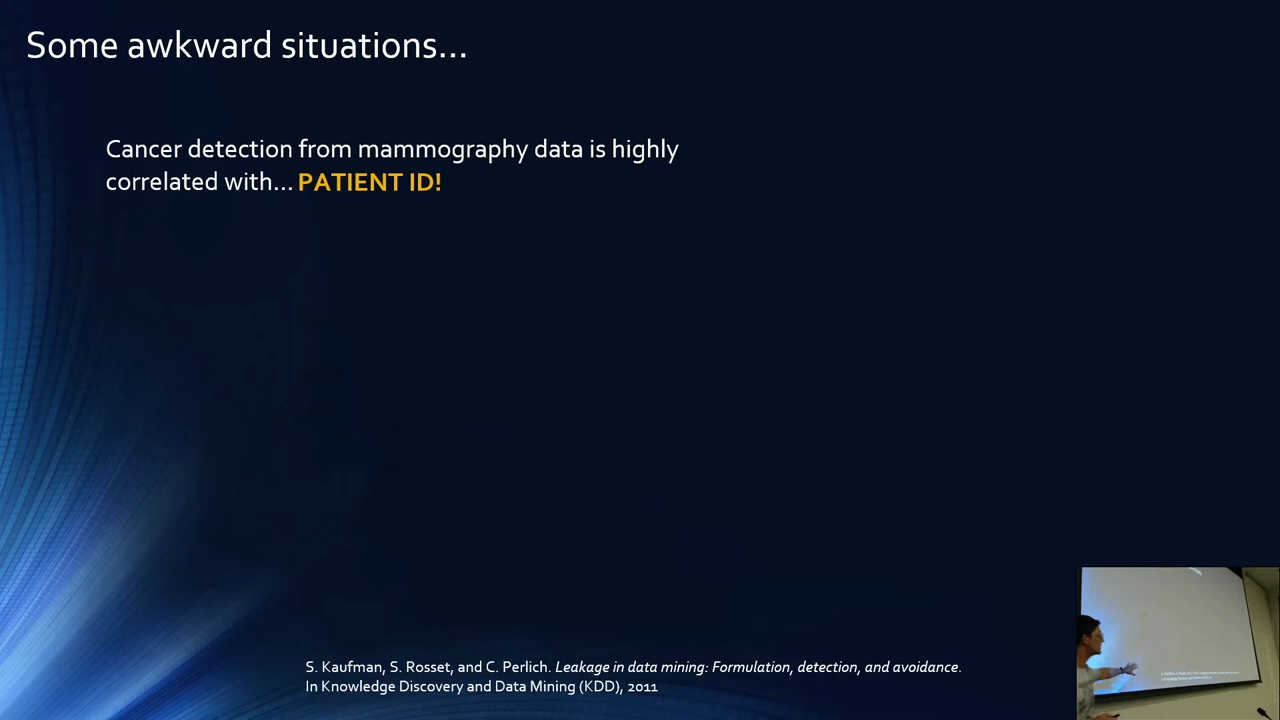 Some awkward situations...
Cancer detection from mammography data is highly
correlated with... PATIENT ID!
S. Kaufman, S. Rosset, and C. Perlich. Leakage in data mining: Formulation, detection, and avoidance.
In Knowledge Discovery and Data Mining (KDD), 2011